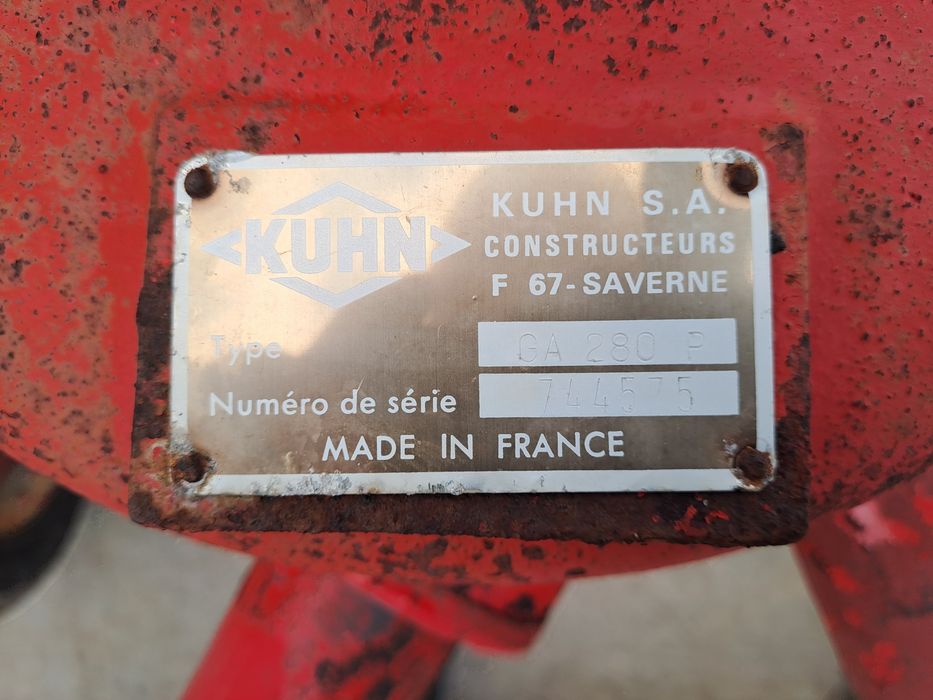 KUHN
KUHN S.A.
CONSTRUCTEURS
F 67-SAVERNE
Type GA 280 P
Numéro de série 744575
MADE IN FRANCE